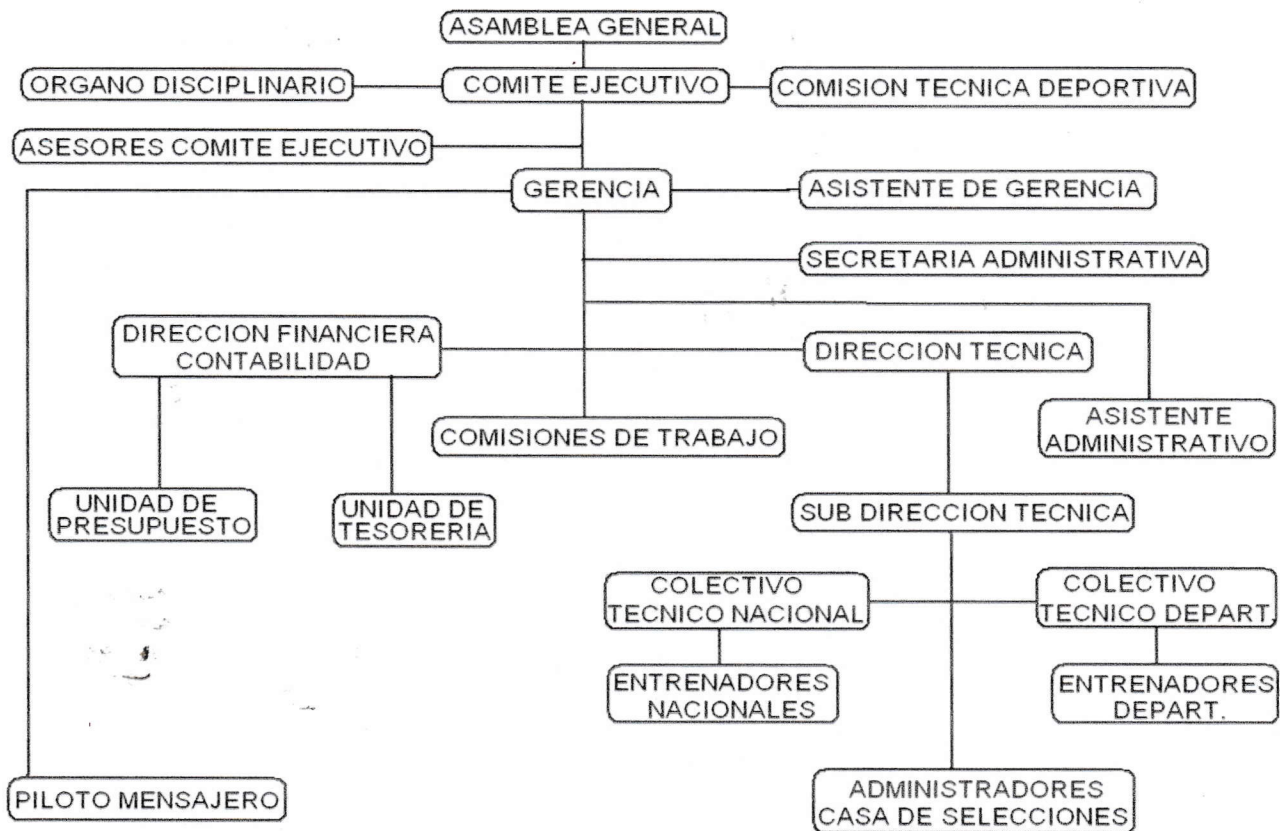 ASAMBLEA GENERAL
ORGANO DISCIPLINARIO
COMITE EJECUTIVO
COMISION TECNICA DEPORTIVA
ASESORES COMITE EJECUTIVO
GERENCIA
ASISTENTE DE GERENCIA
SECRETARIA ADMINISTRATIVA
DIRECCION FINANCIERA
CONTABILIDAD
DIRECCION TECNICA
COMISIONES DE TRABAJO
ASISTENTE
ADMINISTRATIVO
UNIDAD DE
PRESUPUESTO
UNIDAD DE
TESORERIA
SUB DIRECCION TECNICA
COLECTIVO
TECNICO NACIONAL
COLECTIVO
TECNICO DEPART.
ENTRENADORES
NACIONALES
ENTRENADORES
DEPART.
PILOTO MENSAJERO
ADMINISTRADORES
CASA DE SELECCIONES